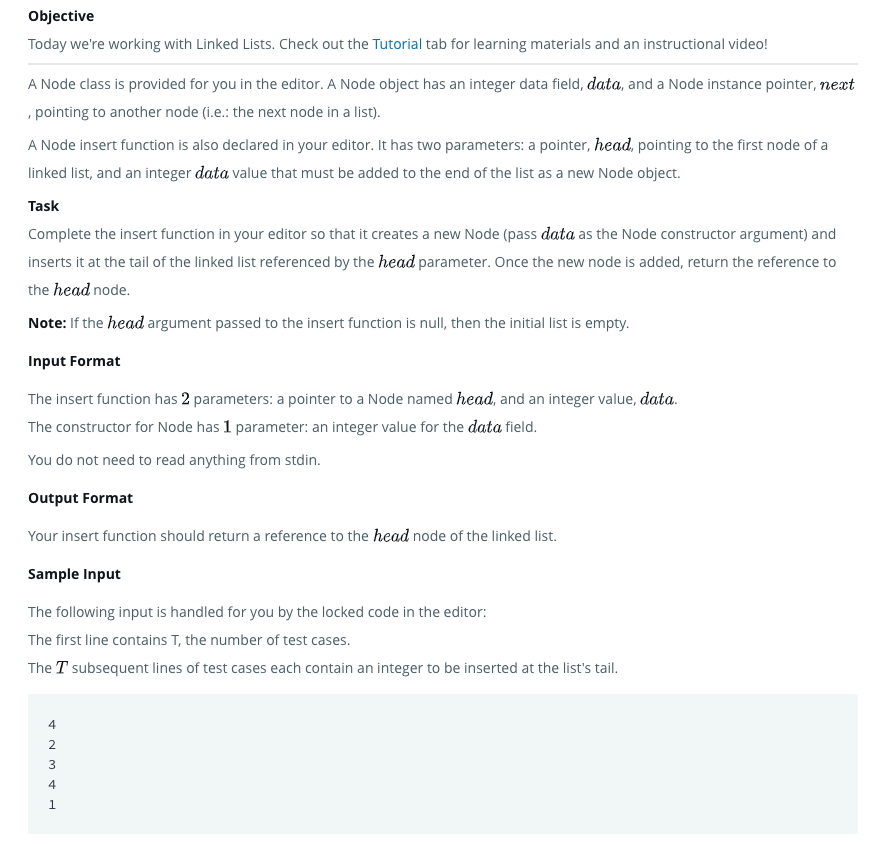 Objective
Today we're working with Linked Lists. Check out the Tutorial tab for learning materials and an instructional video!
A Node class is provided for you in the editor. A Node object has an integer data field, data, and a Node instance pointer, next
, pointing to another node (i.e.: the next node in a list).
A Node insert function is also declared in your editor. It has two parameters: a pointer, head, pointing to the first node of a
linked list, and an integer data value that must be added to the end of the list as a new Node object.
Task
Complete the insert function in your editor so that it creates a new Node (pass data as the Node constructor argument) and
inserts it at the tail of the linked list referenced by the head parameter. Once the new node is added, return the reference to
the head node.
Note: If the head argument passed to the insert function is null, then the initial list is empty.
Input Format
The insert function has 2 parameters: a pointer to a Node named head, and an integer value, data.
The constructor for Node has 1 parameter: an integer value for the data field.
You do not need to read anything from stdin.
Output Format
Your insert function should return a reference to the head node of the linked list.
Sample Input
The following input is handled for you by the locked code in the editor:
The first line contains T, the number of test cases.
The T subsequent lines of test cases each contain an integer to be inserted at the list's tail.
4
2
3
4
1